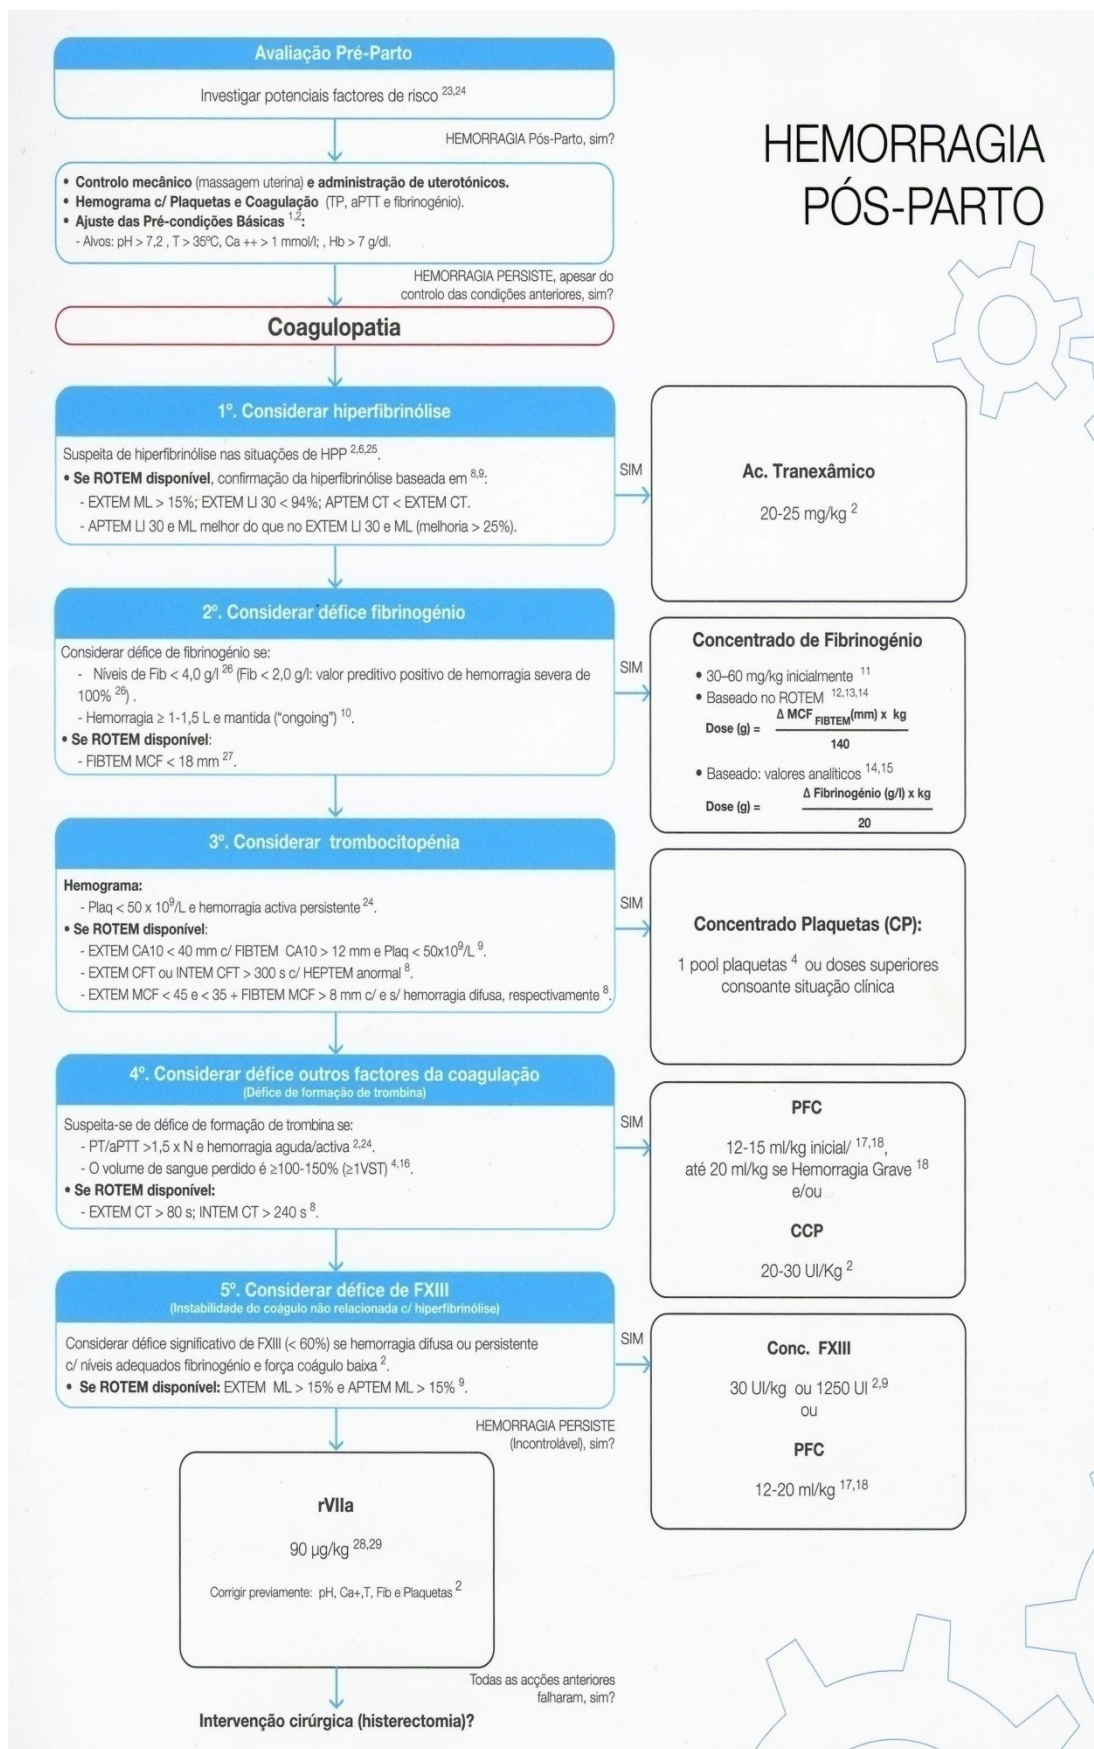 Avaliação Pré-Parto
Investigar potenciais factores de risco 23,24
HEMORRAGIA Pós-Parto, sim?
HEMORRAGIA
PÓS-PARTO
• Controlo mecânico (massagem uterina) e administração de uterotónicos.
• Hemograma c/ Plaquetas e Coagulação (TP, aPTT e fibrinogénio).
• Ajuste das Pré-condições Básicas 1,2:
- Alvos: pH > 7,2 , T > 35ºC, Ca ++ > 1 mmol/l; , Hb > 7 g/dl.
HEMORRAGIA PERSISTE, apesar do
controlo das condições anteriores, sim?
Coagulopatia
1º. Considerar hiperfibrinólise
Suspeita de hiperfibrinólise nas situações de HPP 2,6,25.
• Se ROTEM disponível, confirmação da hiperfibrinólise baseada em 8,9:
- EXTEM ML > 15%; EXTEM LI 30 < 94%; APTEM CT < EXTEM CT.
- APTEM LI 30 e ML melhor do que no EXTEM LI 30 e ML (melhoria > 25%).
SIM
Ac. Tranexâmico
20-25 mg/kg 2
2º. Considerar défice fibrinogénio
Considerar défice de fibrinogénio se:
- Níveis de Fib < 4,0 g/l 26 (Fib < 2,0 g/l: valor preditivo positivo de hemorragia severa de
100% 26) .
- Hemorragia ≥ 1-1,5 L e mantida ("ongoing") 10.
• Se ROTEM disponível:
- FIBTEM MCF < 18 mm 27.
SIM
Concentrado de Fibrinogénio
• 30–60 mg/kg inicialmente 11
• Baseado no ROTEM 12,13,14
Dose (g) = Δ MCF FIBTEM(mm) x kg
140
• Baseado: valores analíticos 14,15
Dose (g) = Δ Fibrinogénio (g/l) x kg
20
3º. Considerar trombocitopénia
Hemograma:
- Plaq < 50 x 10⁹/L e hemorragia activa persistente 24.
• Se ROTEM disponível:
- EXTEM CA10 < 40 mm c/ FIBTEM CA10 > 12 mm e Plaq < 50x10⁹/L 9.
- EXTEM CFT ou INTEM CFT > 300 s c/ HEPTEM anormal 8.
- EXTEM MCF < 45 e < 35 + FIBTEM MCF > 8 mm c/ e s/ hemorragia difusa, respectivamente 8.
SIM
Concentrado Plaquetas (CP):
1 pool plaquetas 4 ou doses superiores
consoante situação clínica
4º. Considerar défice outros factores da coagulação
(Défice de formação de trombina)
Suspeita-se de défice de formação de trombina se:
- PT/aPTT >1,5 x N e hemorragia aguda/activa 2,24.
- O volume de sangue perdido é ≥100-150% (≥1VST) 4,16.
• Se ROTEM disponível:
- EXTEM CT > 80 s; INTEM CT > 240 s 8.
SIM
PFC
12-15 ml/kg inicial/ 17,18,
até 20 ml/kg se Hemorragia Grave 18
e/ou
CCP
20-30 UI/Kg 2
5º. Considerar défice de FXIII
(Instabilidade do coágulo não relacionada c/ hiperfibrinólise)
Considerar défice significativo de FXIII (< 60%) se hemorragia difusa ou persistente
c/ níveis adequados fibrinogénio e força coágulo baixa 2.
• Se ROTEM disponível: EXTEM ML > 15% e APTEM ML > 15% 9.
SIM
Conc. FXIII
30 UI/kg ou 1250 UI 2,9
ou
PFC
12-20 ml/kg 17,18
HEMORRAGIA PERSISTE
(Incontrolável), sim?
rVIIa
90 µg/kg 28,29
Corrigir previamente: pH, Ca+,T, Fib e Plaquetas 2
Todas as acções anteriores
falharam, sim?
Intervenção cirúrgica (histerectomia)?